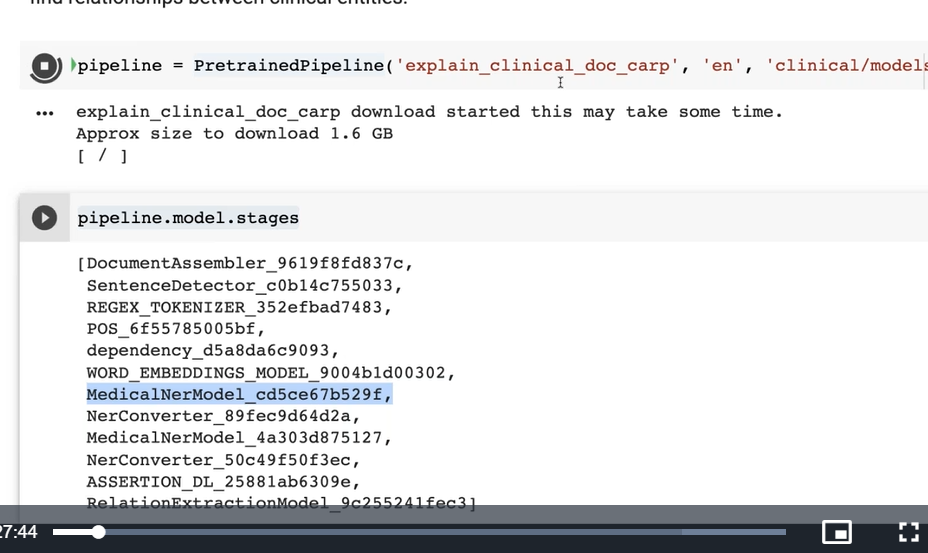 find relationships between clinical entities.
pipeline = PretrainedPipeline('explain_clinical_doc_carp', 'en', 'clinical/models
explain_clinical_doc_carp download started this may take some time.
Approx size to download 1.6 GB
[ / ]
pipeline.model.stages
[DocumentAssembler_9619f8fd837c,
SentenceDetector_c0b14c755033,
REGEX_TOKENIZER_352efbad7483,
POS_6f55785005bf,
dependency_d5a8da6c9093,
WORD_EMBEDDINGS_MODEL_9004b1d00302,
MedicalNerModel_cd5ce67b529f,
NerConverter_89fec9d64d2a,
MedicalNerModel_4a303d875127,
NerConverter_50c49f50f3ec,
ASSERTION_DL_25881ab6309e,
RelationExtractionModel_9c255241fec3]
27:44